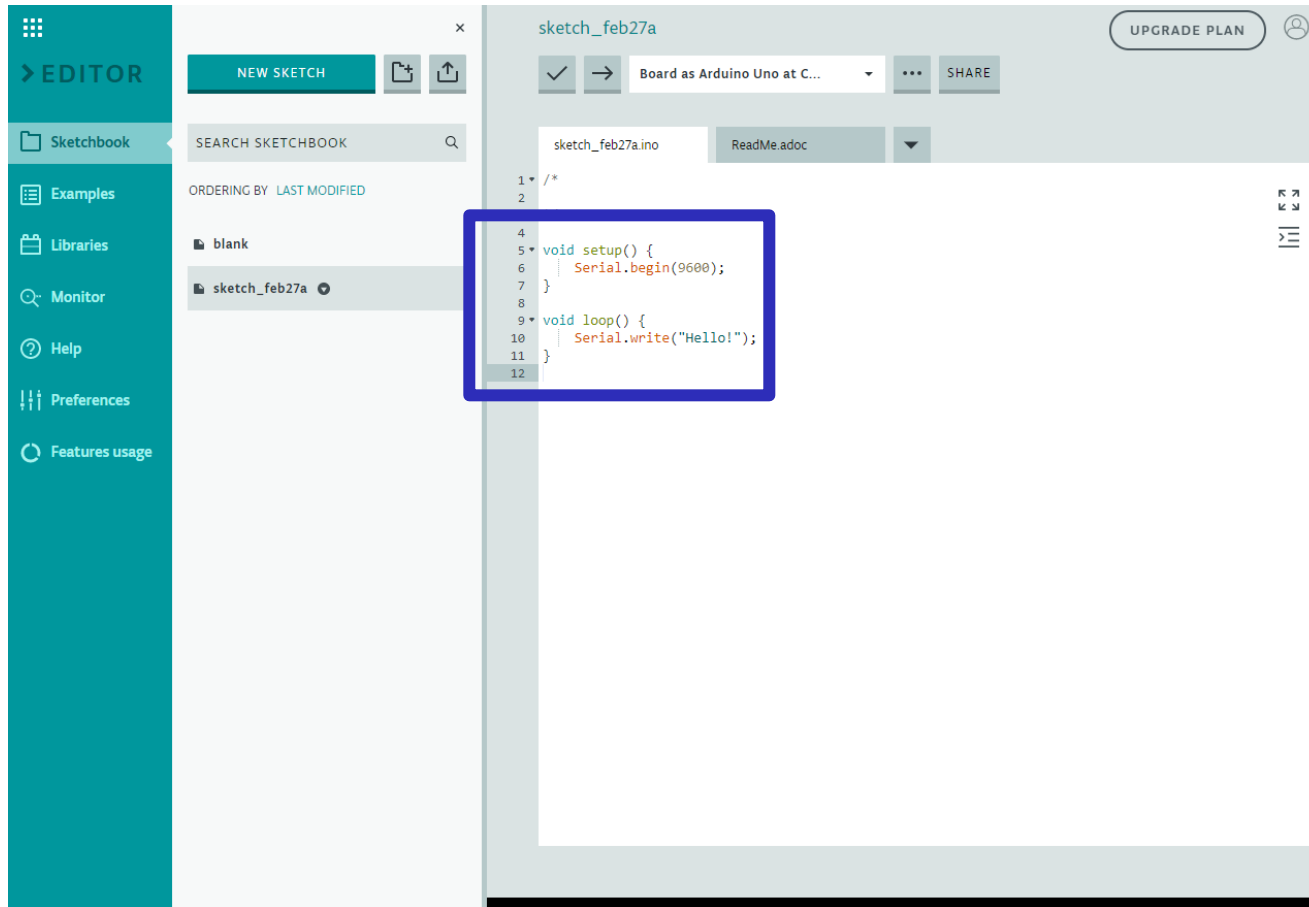 >EDITOR
Sketchbook
Examples
Libraries
Monitor
Help
Preferences
Features usage
×
NEW SKETCH
SEARCH SKETCHBOOK
ORDERING BY LAST MODIFIED
blank
sketch_feb27a
sketch_feb27a
UPGRADE PLAN
Board as Arduino Uno at C...
SHARE
sketch_feb27a.ino
ReadMe.adoc
1 /*
2
4
5 void setup() {
6 Serial.begin(9600);
7 }
8
9 void loop() {
10 Serial.write("Hello!");
11 }
12